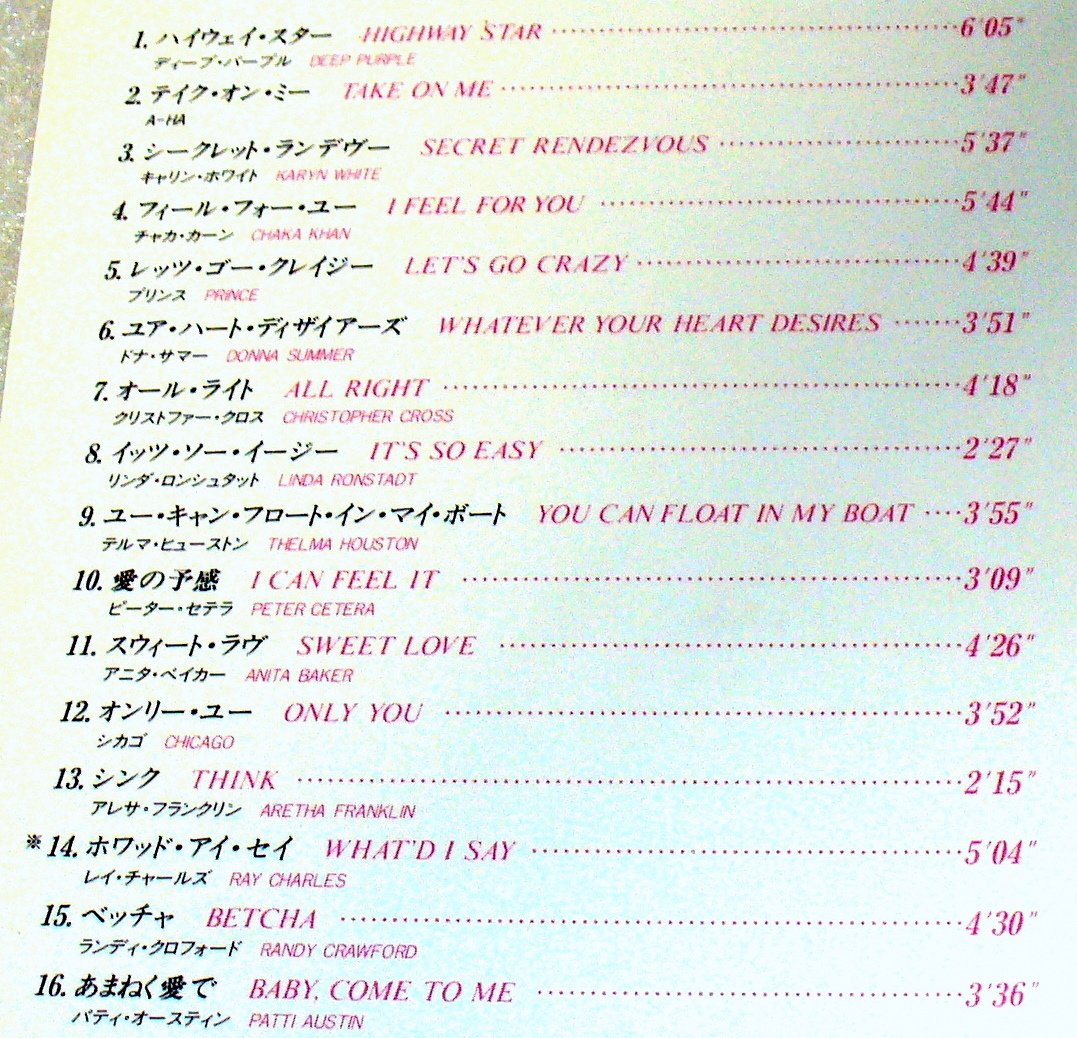 1. ハイウェイ・スター HIGHWAY STAR ……… 6'05"
ディープ・パープル DEEP PURPLE
2. テイク・オン・ミー TAKE ON ME ……… 3'47"
A-HA
3. シークレット・ランデヴー SECRET RENDEZVOUS ……… 5'37"
キャリン・ホワイト KARYN WHITE
4. フィール・フォー・ユー I FEEL FOR YOU ……… 5'44"
チャカ・カーン CHAKA KHAN
5. レッツ・ゴー・クレイジー LET'S GO CRAZY ……… 4'39"
プリンス PRINCE
6. ユア・ハート・ディザイアーズ WHATEVER YOUR HEART DESIRES ……… 3'51"
ドナ・サマー DONNA SUMMER
7. オール・ライト ALL RIGHT ……… 4'18"
クリストファー・クロス CHRISTOPHER CROSS
8. イッツ・ソー・イージー IT'S SO EASY ……… 2'27"
リンダ・ロンシュタット LINDA RONSTADT
9. ユー・キャン・フロート・イン・マイ・ボート YOU CAN FLOAT IN MY BOAT …… 3'55"
テルマ・ヒューストン THELMA HOUSTON
10. 愛の予感 I CAN FEEL IT ……… 3'09"
ピーター・セテラ PETER CETERA
11. スウィート・ラヴ SWEET LOVE ……… 4'26"
アニタ・ベイカー ANITA BAKER
12. オンリー・ユー ONLY YOU ……… 3'52"
シカゴ CHICAGO
13. シンク THINK ……… 2'15"
アレサ・フランクリン ARETHA FRANKLIN
※14. ホワッド・アイ・セイ WHAT'D I SAY ……… 5'04"
レイ・チャールズ RAY CHARLES
15. ベッチャ BETCHA ……… 4'30"
ランディ・クロフォード RANDY CRAWFORD
16. あまねく愛で BABY, COME TO ME ……… 3'36"
パティ・オースティン PATTI AUSTIN